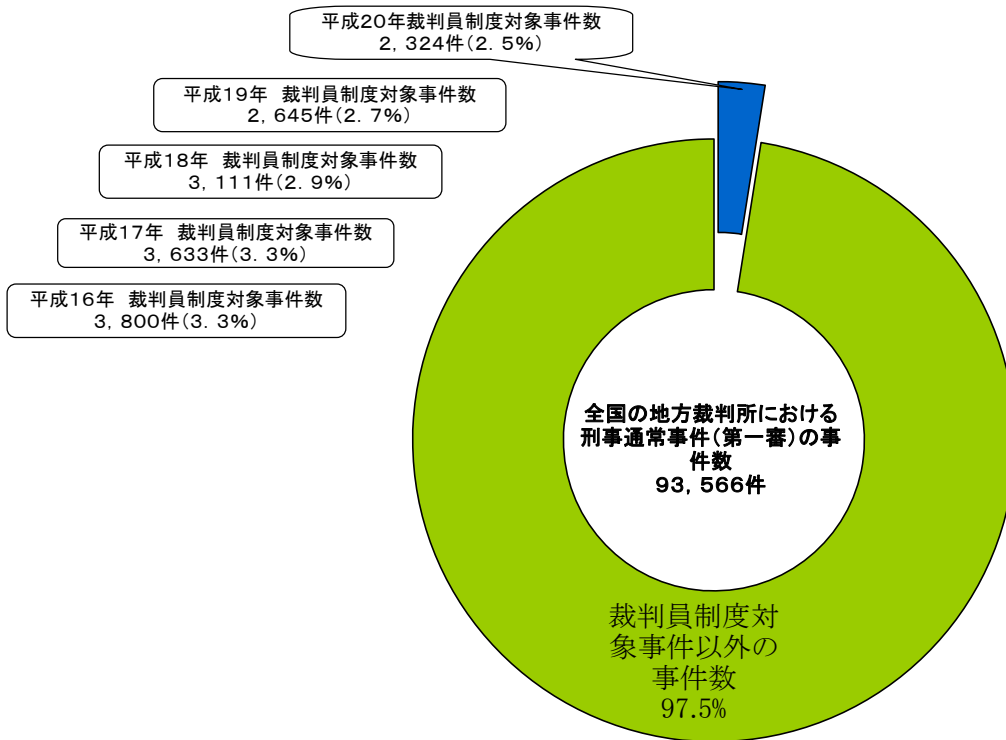 平成20年裁判員制度対象事件数
2,324件(2.5%)
平成19年 裁判員制度対象事件数
2,645件(2.7%)
平成18年 裁判員制度対象事件数
3,111件(2.9%)
平成17年 裁判員制度対象事件数
3,633件(3.3%)
平成16年 裁判員制度対象事件数
3,800件(3.3%)
全国の地方裁判所における
刑事通常事件(第一審)の事
件数
93,566件
裁判員制度対
象事件以外の
事件数
97.5%